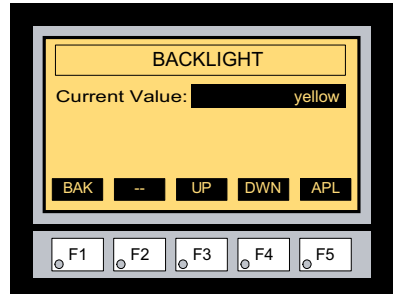 BACKLIGHT
Current Value: yellow
BAK -- UP DWN APL
F1 F2 F3 F4 F5